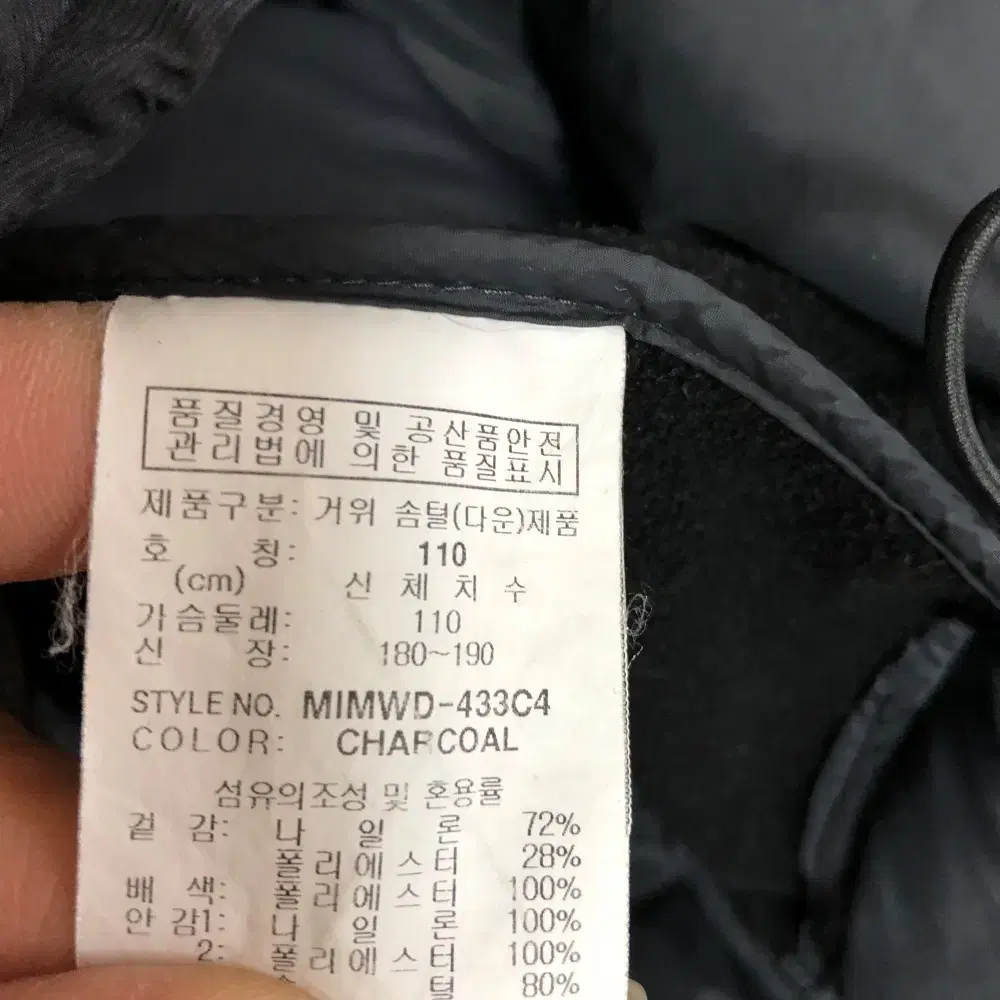 품질경영 및 공산품안전
관리법에 의한 품질표시
제품구분: 거위 솜털(다운)제품
호 칭: 110
(cm) 신 체 치 수
가슴둘레: 110
신 장: 180~190
STYLE NO. MIMWD-433C4
COLOR: CHARCOAL
섬유의조성 및 혼용률
겉 감: 나 일 론 72%
폴리에스터 28%
배 색: 폴리에스터 100%
안 감1: 나 일 론 100%
2: 폴리에스터 100%
털 80%